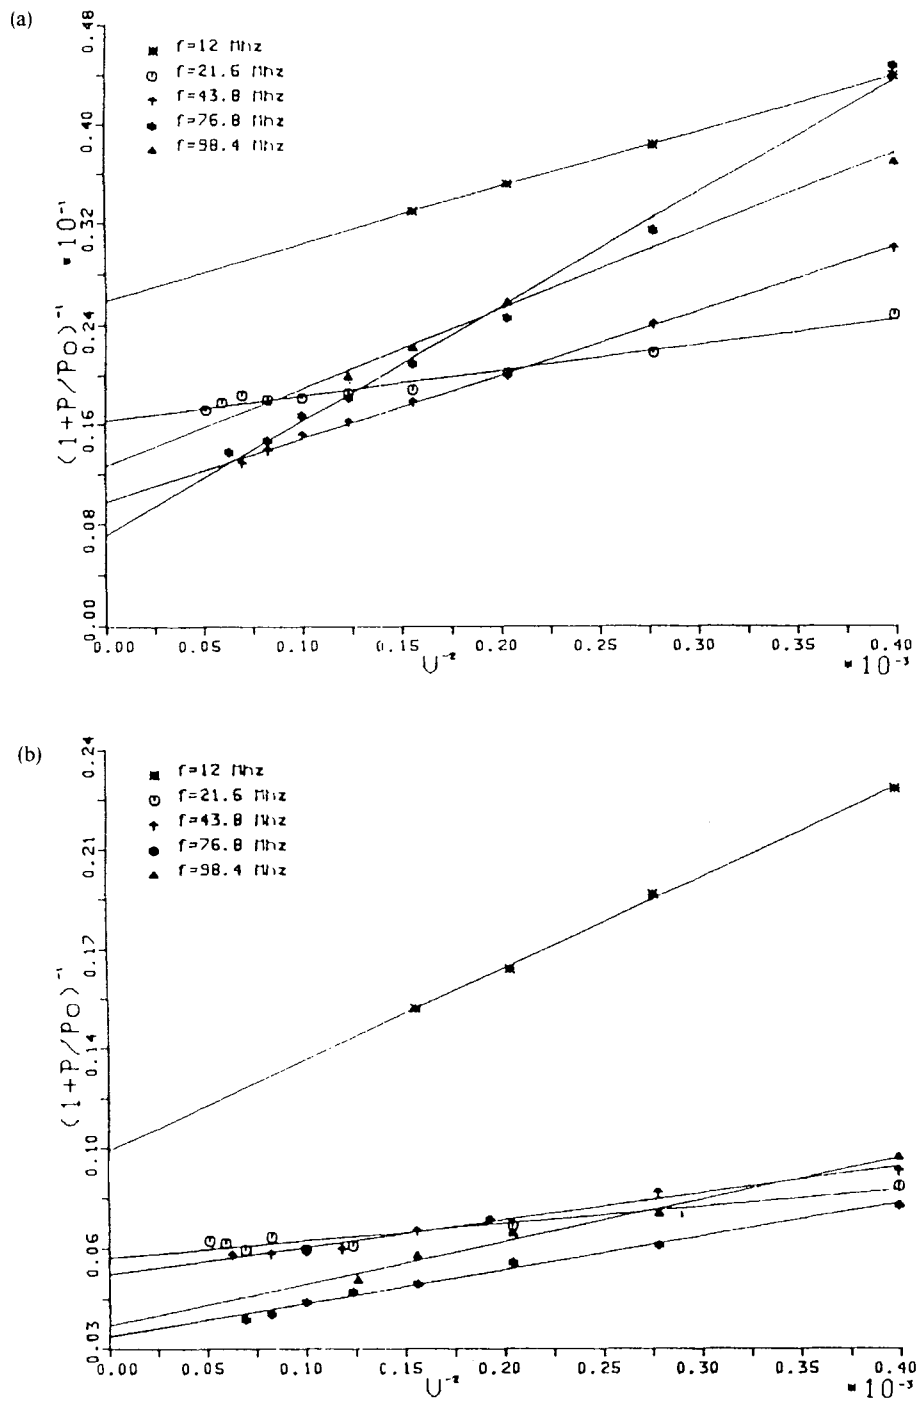 (a)
0.48
0.40
0.32
0.24
0.16
0.08
0.00
(1+P/Po)⁻¹ *10⁻¹
f=12 Mhz
f=21.6 Mhz
f=43.8 Mhz
f=76.8 Mhz
f=98.4 Mhz
0.00 0.05 0.10 0.15 0.20 0.25 0.30 0.35 0.40
U⁻² *10⁻³
(b)
0.24
0.21
0.17
0.14
0.10
0.06
0.03
(1+P/Po)⁻¹
f=12 Mhz
f=21.6 Mhz
f=43.8 Mhz
f=76.8 Mhz
f=98.4 Mhz
0.00 0.05 0.10 0.15 0.20 0.25 0.30 0.35 0.40
U⁻² *10⁻³